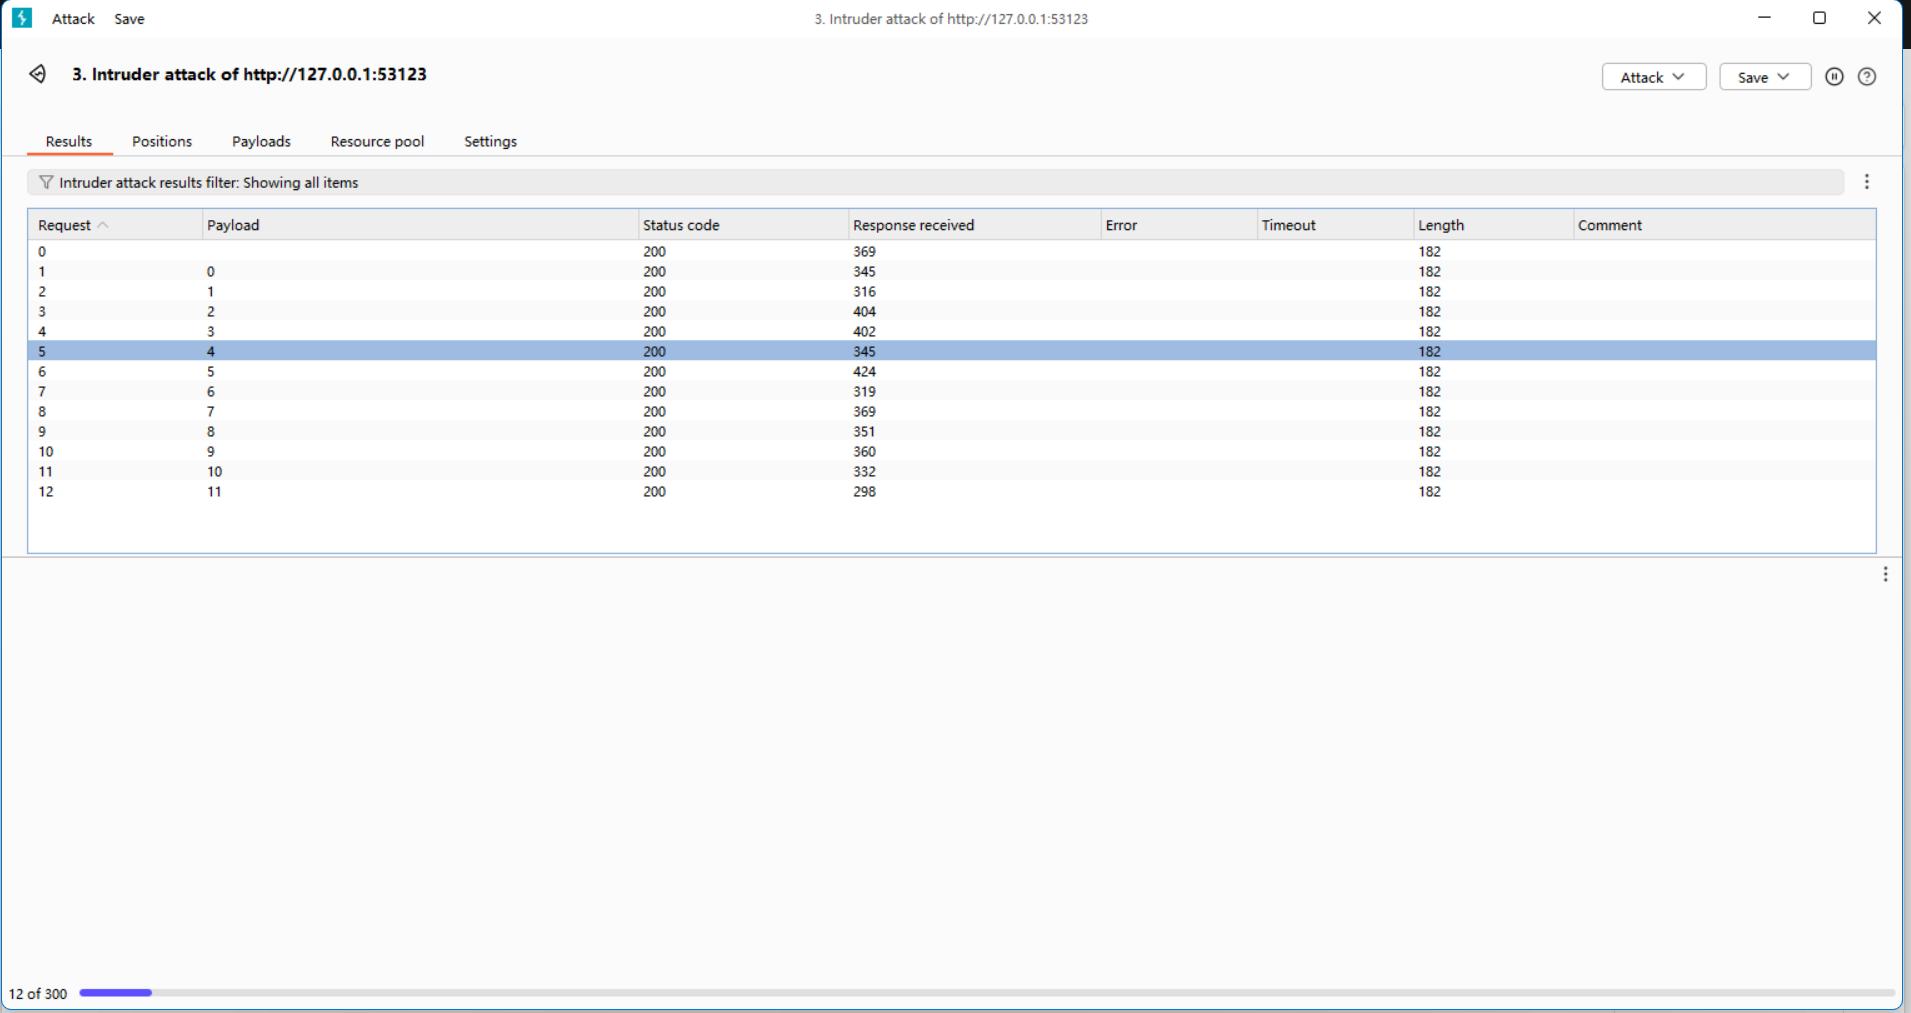 Attack Save 3. Intruder attack of http://127.0.0.1:53123
3. Intruder attack of http://127.0.0.1:53123 Attack Save
Results Positions Payloads Resource pool Settings
Intruder attack results filter: Showing all items
Request Payload Status code Response received Error Timeout Length Comment
0 200 369 182
1 0 200 345 182
2 1 200 316 182
3 2 200 404 182
4 3 200 402 182
5 4 200 345 182
6 5 200 424 182
7 6 200 319 182
8 7 200 369 182
9 8 200 351 182
10 9 200 360 182
11 10 200 332 182
12 11 200 298 182
12 of 300